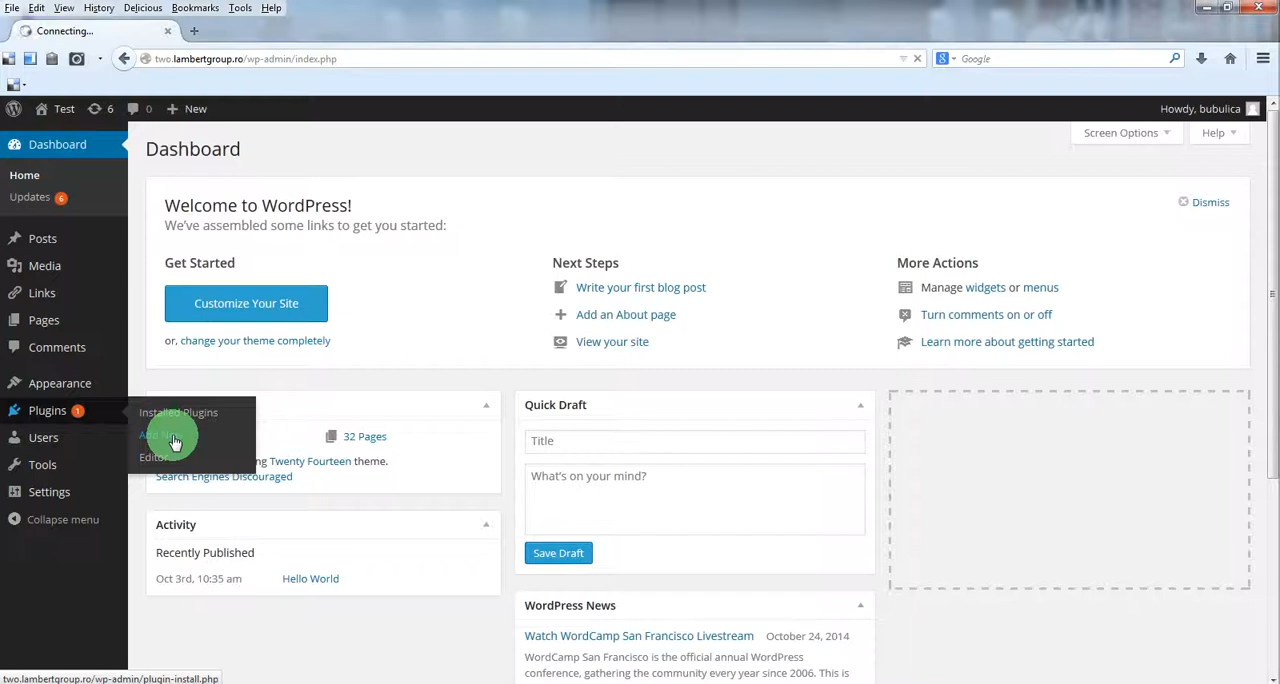 File Edit View History Delicious Bookmarks Tools Help
Connecting...
two.lambertgroup.ro/wp-admin/index.php
Google
Test 6 0 New
Howdy, bubulica
Dashboard
Home
Updates 6
Posts
Media
Links
Pages
Comments
Appearance
Plugins 1
Users
Tools
Settings
Collapse menu
Installed Plugins
Add
Editor
Dashboard
Screen Options
Help
Welcome to WordPress!
We've assembled some links to get you started:
Dismiss
Get Started
Customize Your Site
or, change your theme completely
Next Steps
Write your first blog post
Add an About page
View your site
More Actions
Manage widgets or menus
Turn comments on or off
Learn more about getting started
32 Pages
Twenty Fourteen theme.
Search Engines Discouraged
Activity
Recently Published
Oct 3rd, 10:35 am Hello World
Quick Draft
Title
What's on your mind?
Save Draft
WordPress News
Watch WordCamp San Francisco Livestream October 24, 2014
WordCamp San Francisco is the official annual WordPress
conference, gathering the community every year since 2006. This is
two.lambertgroup.ro/wp-admin/plugin-install.php